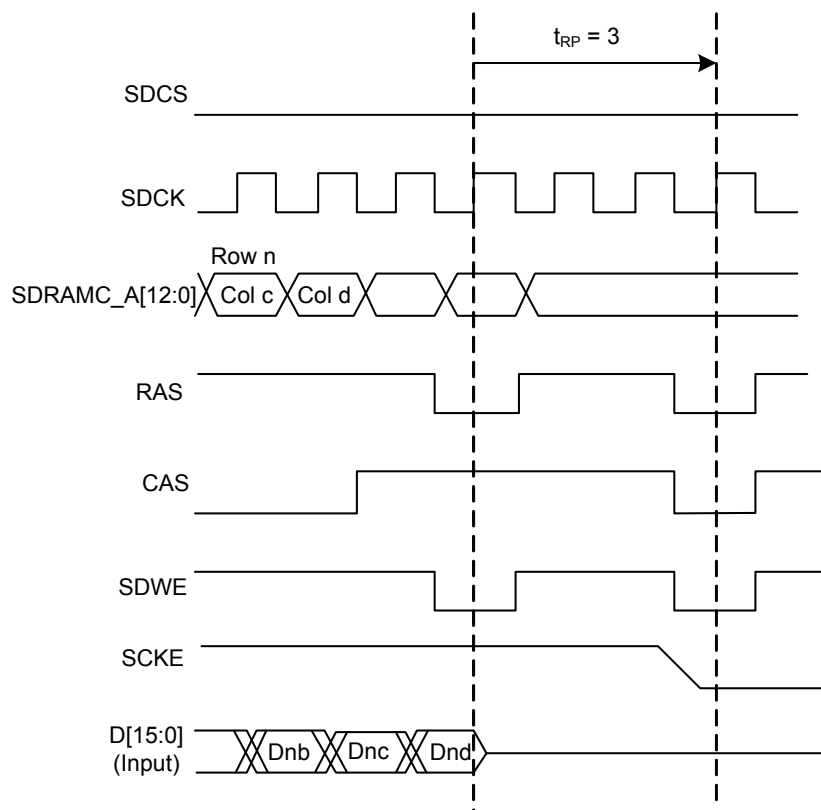 tRP = 3
SDCS
SDCK
Row n
SDRAMC_A[12:0]
Col c
Col d
RAS
CAS
SDWE
SCKE
D[15:0]
(Input)
Dnb
Dnc
Dnd